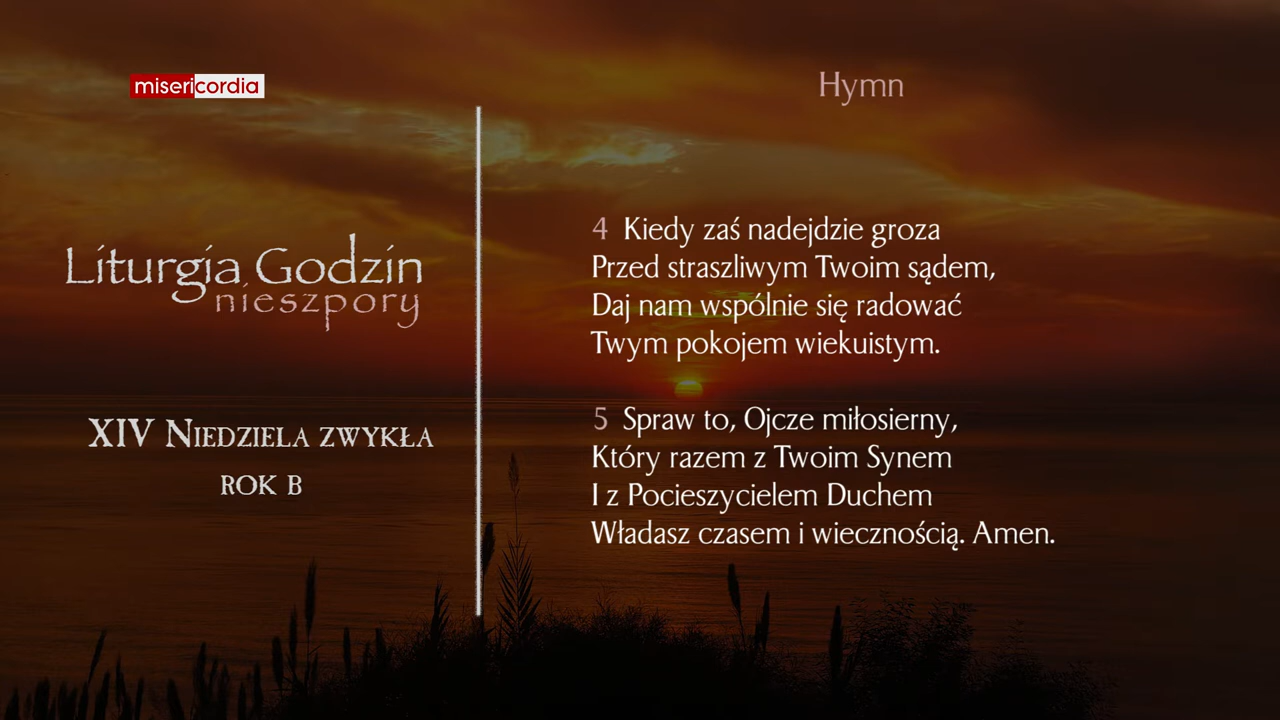 misericordia
Liturgia Godzin
nieszpory
XIV Niedziela zwykła
rok B
Hymn
4 Kiedy zaś nadejdzie groza
Przed straszliwym Twoim sądem,
Daj nam wspólnie się radować
Twym pokojem wiekuistym.
5 Spraw to, Ojcze miłosierny,
Który razem z Twoim Synem
I z Pocieszycielem Duchem
Władasz czasem i wiecznością. Amen.